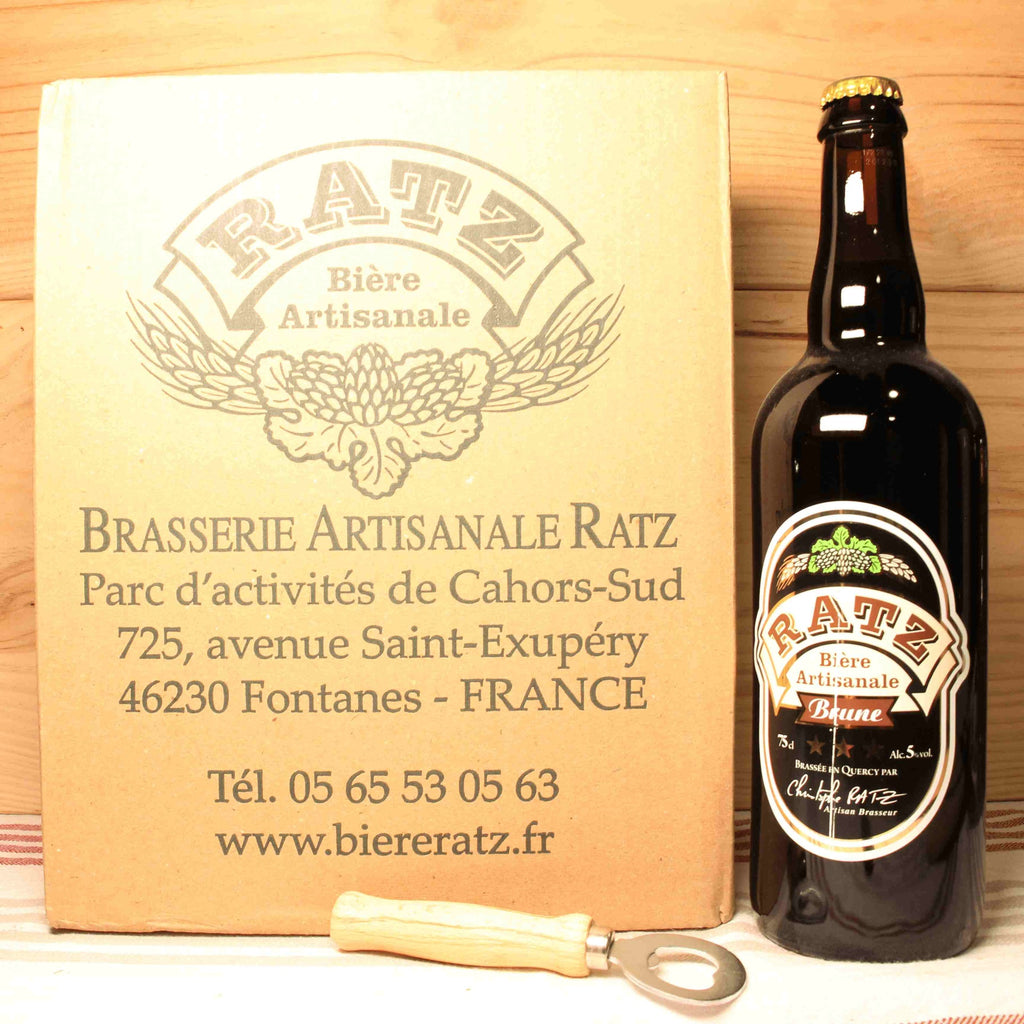 RATZ
Bière
Artisanale
BRASSERIE ARTISANALE RATZ
Parc d'activités de Cahors-Sud
725, avenue Saint-Exupéry
46230 Fontanes - FRANCE
Tél. 05 65 53 05 63
www.biereratz.fr
RATZ
Bière
Artisanale
Brune
75cl Alc.5%vol.
BRASSÉE EN QUERCY PAR
Christophe RATZ
Artisan Brasseur